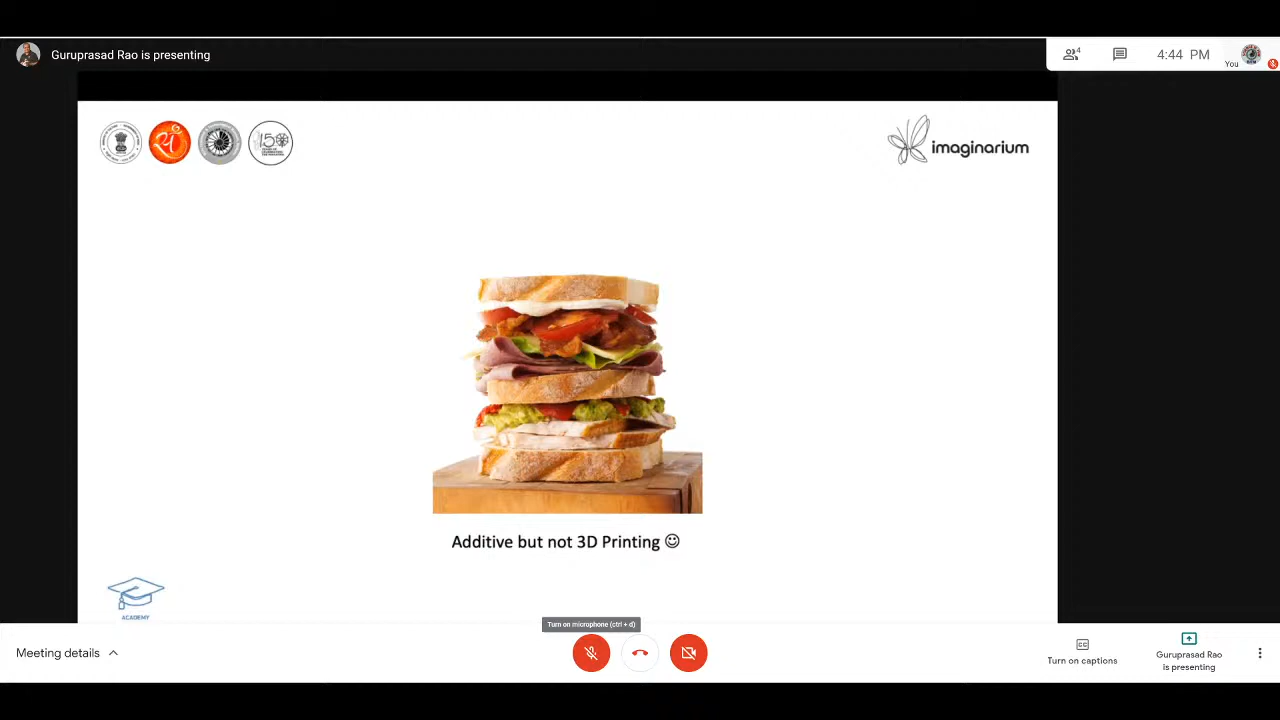 Guruprasad Rao is presenting
4
4:44 PM
You
imaginarium
Additive but not 3D Printing ☺
ACADEMY
Turn on microphone (ctrl + d)
Meeting details
Turn on captions
Guruprasad Rao
is presenting